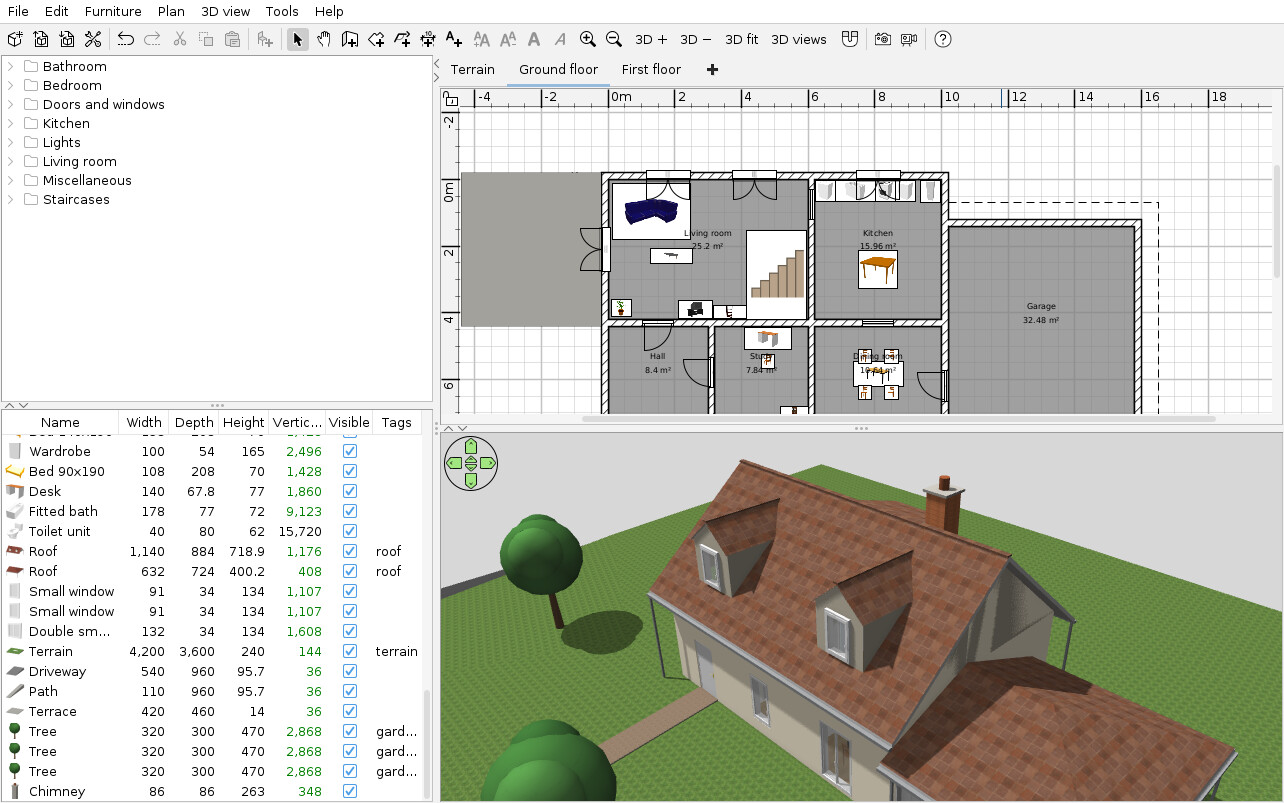 File Edit Furniture Plan 3D view Tools Help
3D + 3D − 3D fit 3D views
Bathroom
Bedroom
Doors and windows
Kitchen
Lights
Living room
Miscellaneous
Staircases
Terrain Ground floor First floor
-4 -2 0m 2 4 6 8 10 12 14 16 18
-2
0m
2
4
6
Living room
25.2 m²
Kitchen
15.96 m²
Garage
32.48 m²
Hall
8.4 m²
7.84 m²
Name Width Depth Height Vertic... Visible Tags
Wardrobe 100 54 165 2,496
Bed 90x190 108 208 70 1,428
Desk 140 67.8 77 1,860
Fitted bath 178 77 72 9,123
Toilet unit 40 80 62 15,720
Roof 1,140 884 718.9 1,176 roof
Roof 632 724 400.2 408 roof
Small window 91 34 134 1,107
Small window 91 34 134 1,107
Double sm... 132 34 134 1,608
Terrain 4,200 3,600 240 144 terrain
Driveway 540 960 95.7 36
Path 110 960 95.7 36
Terrace 420 460 14 36
Tree 320 300 470 2,868 gard...
Tree 320 300 470 2,868 gard...
Tree 320 300 470 2,868 gard...
Chimney 86 86 263 348